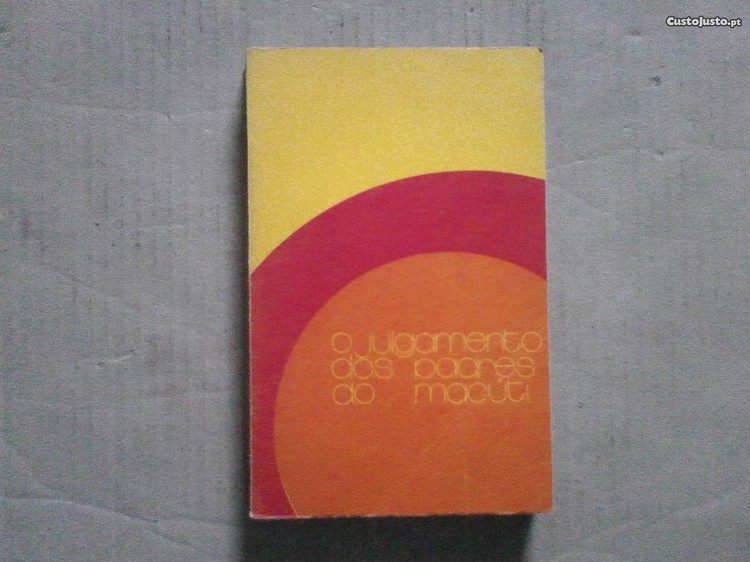 CustoJusto.pt
o julgamento
dos padres
do macúti